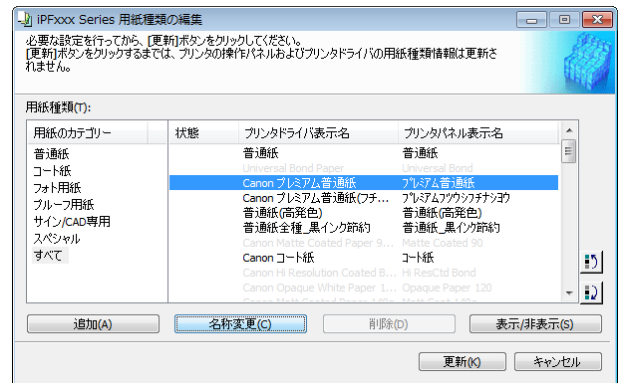 iPFxxx Series 用紙種類の編集
必要な設定を行ってから、[更新]ボタンをクリックしてください。
[更新]ボタンをクリックするまでは、プリンタの操作パネルおよびプリンタドライバの用紙種類情報は更新さ
れません。
用紙種類(T):
用紙のカテゴリー 状態 プリンタドライバ表示名 プリンタパネル表示名
普通紙 普通紙 普通紙
コート紙 Universal Bond Paper Universal Bond
フォト用紙 Canon プレミアム普通紙 プレミアム普通紙
プルーフ用紙 Canon プレミアム普通紙(フチ... プレミアムフツウシフチナシヨウ
サイン/CAD専用 普通紙(高発色) 普通紙(高発色)
スペシャル 普通紙全種_黒インク節約 普通紙_黒インク節約
すべて Canon Matte Coated Paper 9... Matte Coated 90
Canon コート紙 コート紙
Canon Hi Resolution Coated B... Hi ResCtd Bond
Canon Opaque White Paper 1... Opaque Paper 120
追加(A) 名称変更(C) 削除(D) 表示/非表示(S)
更新(K) キャンセル